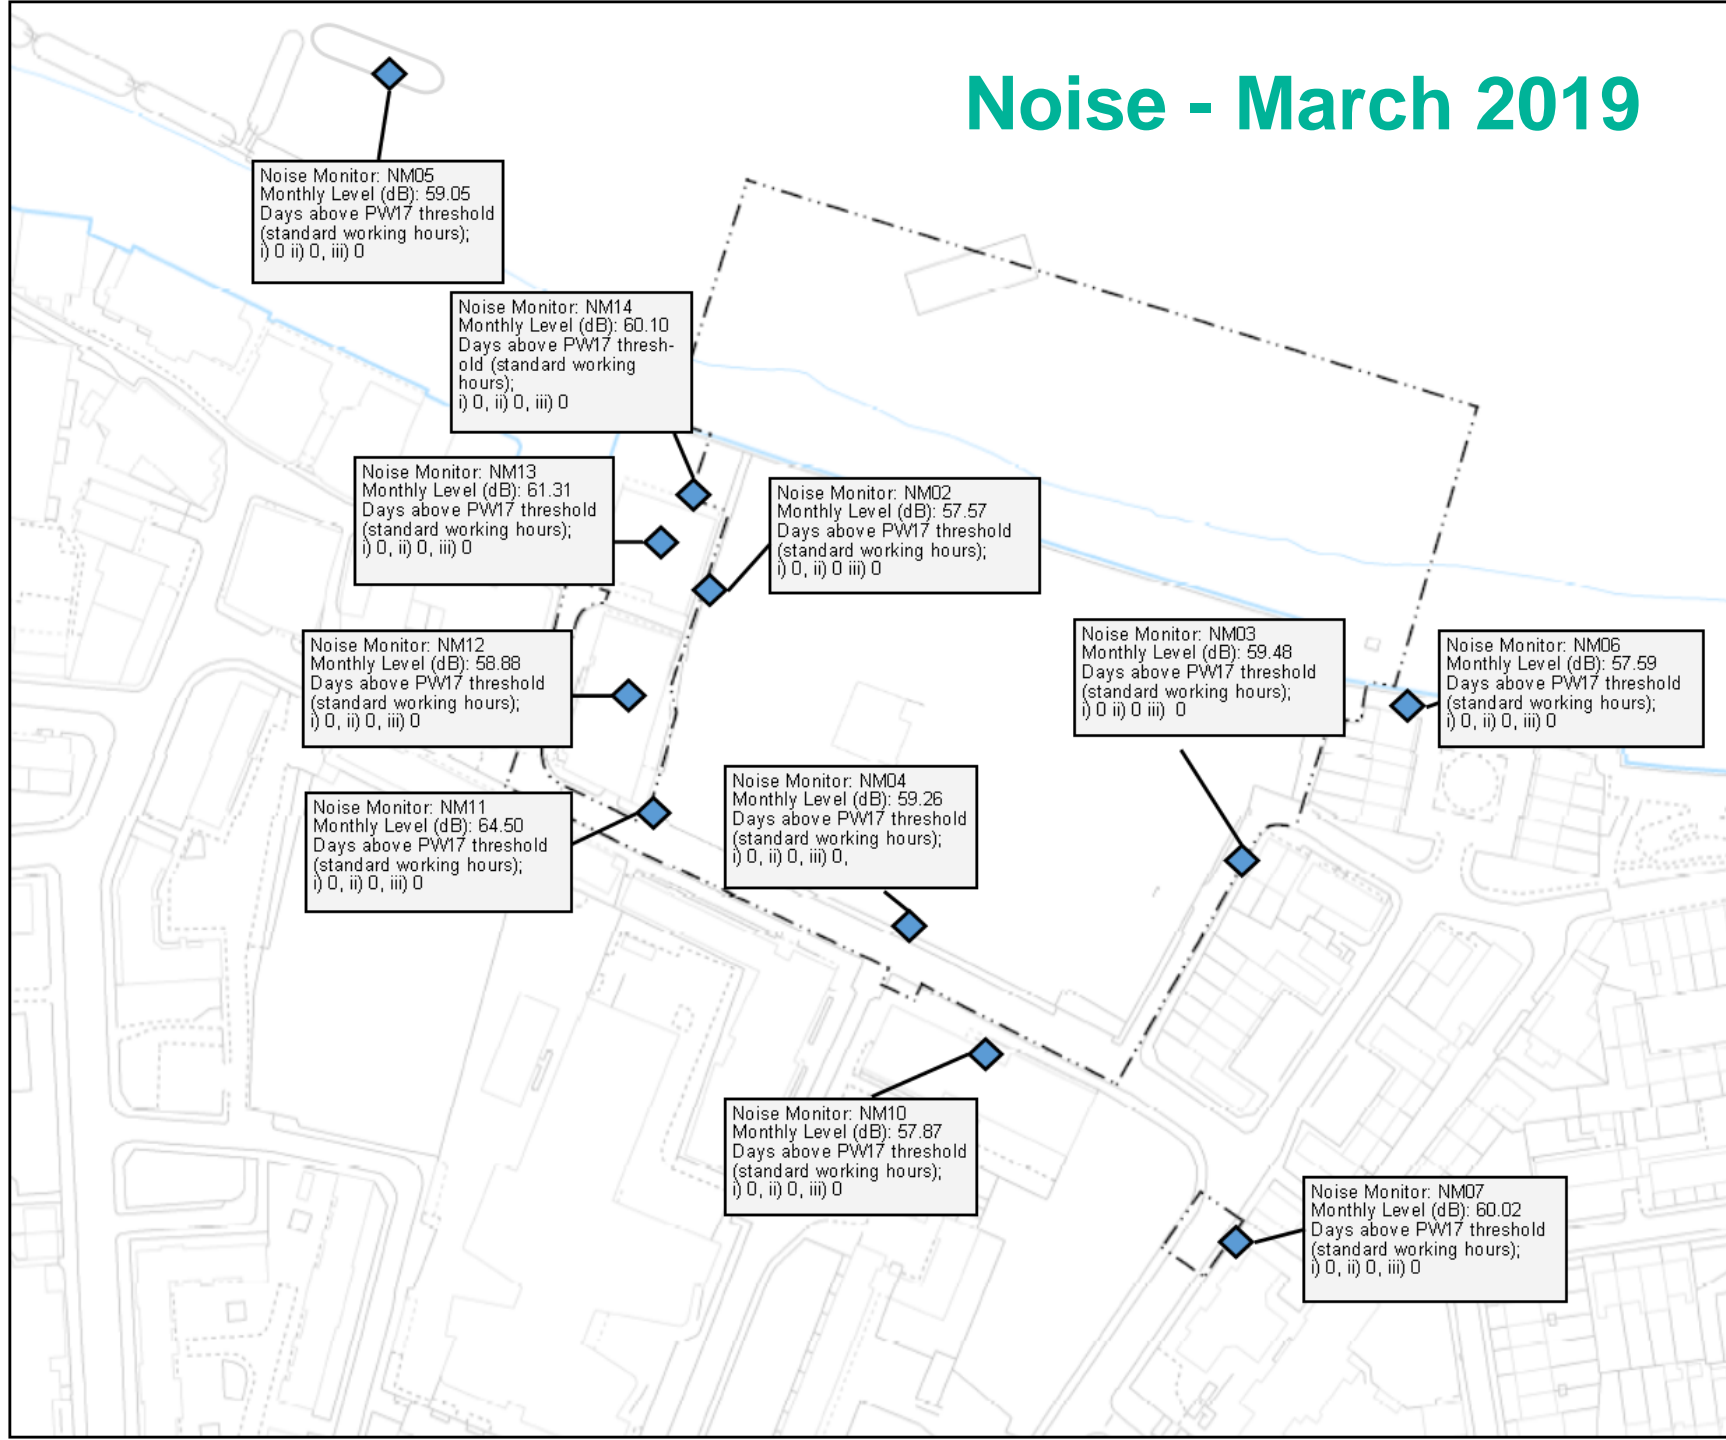 Noise - March 2019
Noise Monitor: NM05
Monthly Level (dB): 59.05
Days above PW17 threshold
(standard working hours);
i) 0 ii) 0, iii) 0
Noise Monitor: NM14
Monthly Level (dB): 60.10
Days above PW17 thresh-
old (standard working
hours);
i) 0, ii) 0, iii) 0
Noise Monitor: NM13
Monthly Level (dB): 61.31
Days above PW17 threshold
(standard working hours);
i) 0, ii) 0, iii) 0
Noise Monitor: NM02
Monthly Level (dB): 57.57
Days above PW17 threshold
(standard working hours);
i) 0, ii) 0 iii) 0
Noise Monitor: NM12
Monthly Level (dB): 58.88
Days above PW17 threshold
(standard working hours);
i) 0, ii) 0, iii) 0
Noise Monitor: NM03
Monthly Level (dB): 59.48
Days above PW17 threshold
(standard working hours);
i) 0 ii) 0 iii)  0
Noise Monitor: NM06
Monthly Level (dB): 57.59
Days above PW17 threshold
(standard working hours);
i) 0, ii) 0, iii) 0
Noise Monitor: NM11
Monthly Level (dB): 64.50
Days above PW17 threshold
(standard working hours);
i) 0, ii) 0, iii) 0
Noise Monitor: NM04
Monthly Level (dB): 59.26
Days above PW17 threshold
(standard working hours);
i) 0, ii) 0, iii) 0,
Noise Monitor: NM10
Monthly Level (dB): 57.87
Days above PW17 threshold
(standard working hours);
i) 0, ii) 0, iii) 0
Noise Monitor: NM07
Monthly Level (dB): 60.02
Days above PW17 threshold
(standard working hours);
i) 0, ii) 0, iii) 0